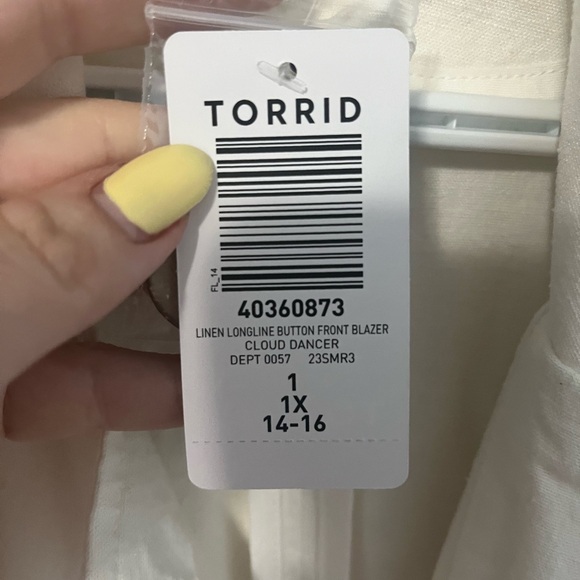 TORRID
FL_14
40360873
LINEN LONGLINE BUTTON FRONT BLAZER
CLOUD DANCER
DEPT 0057 23SMR3
1
1X
14-16